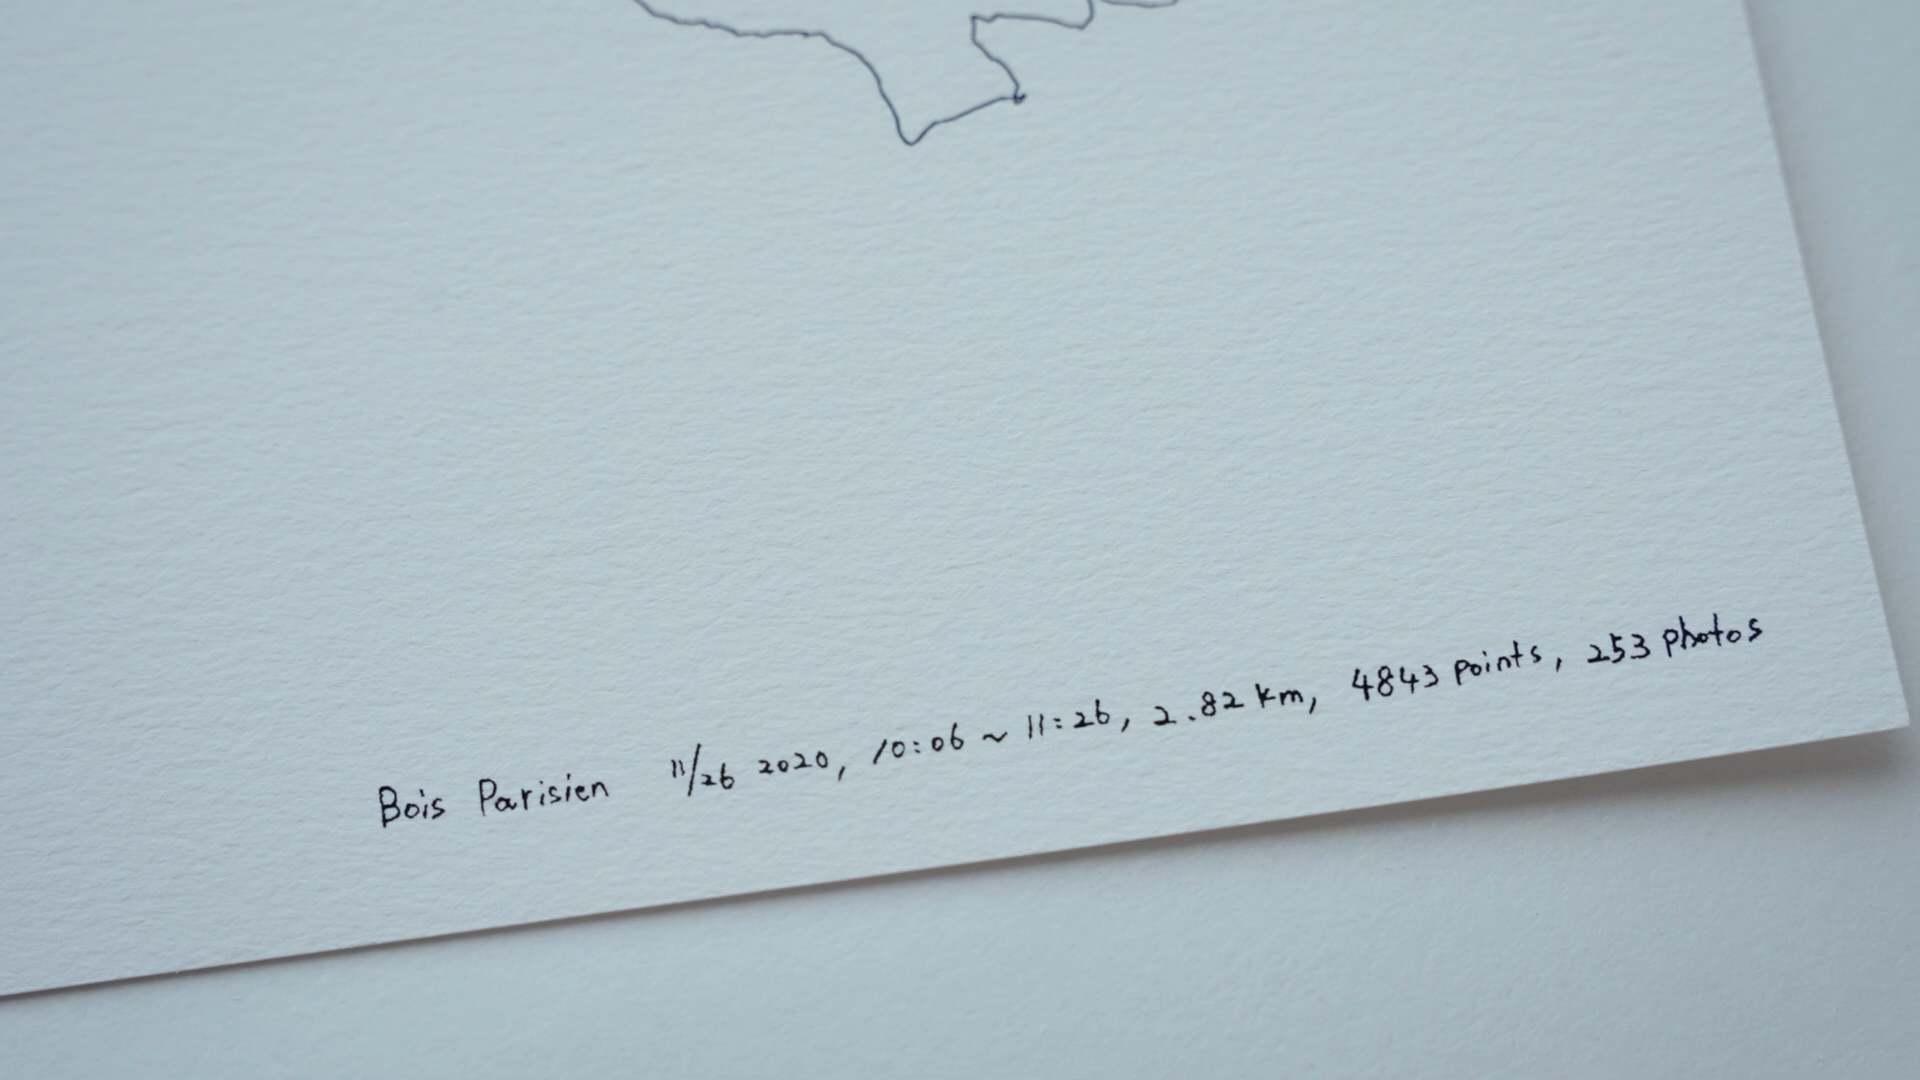 Bois Parisien 11/26 2020, 10:06 ~ 11:26, 2.82 km, 4843 points, 253 photos